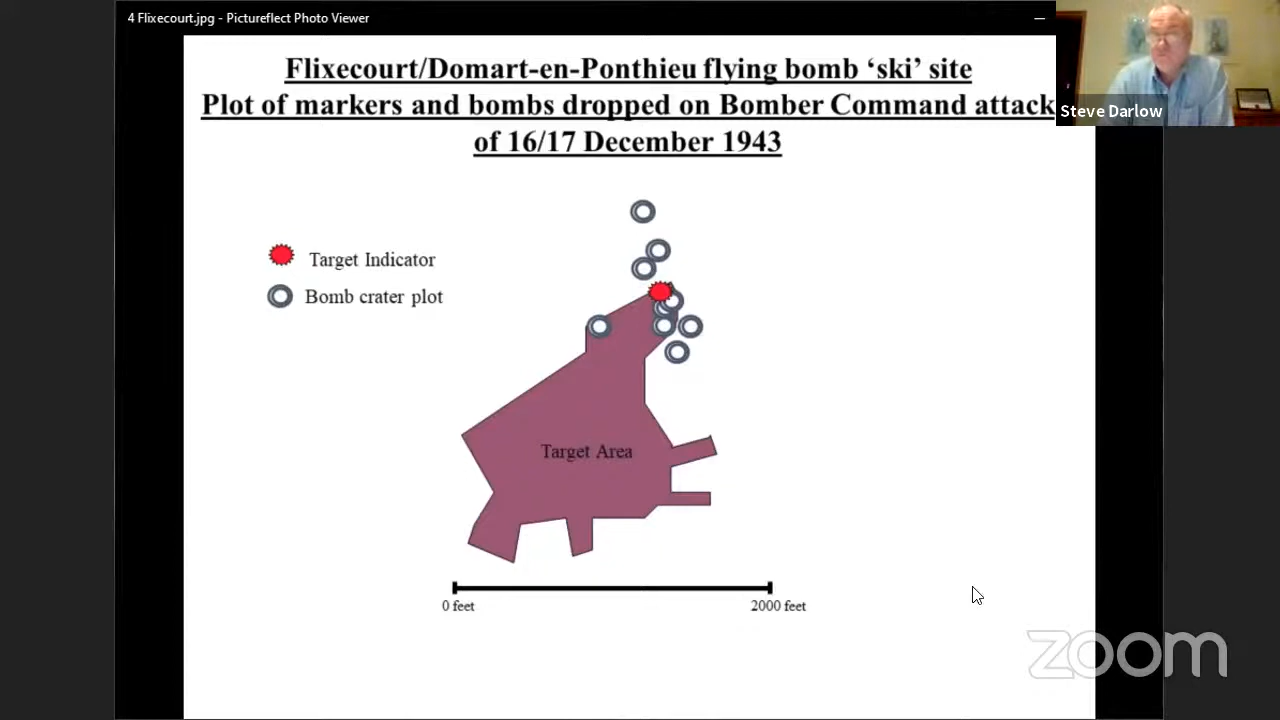 4 Flixecourt.jpg - Pictureflect Photo Viewer
Flixecourt/Domart-en-Ponthieu flying bomb ‘ski’ site
Plot of markers and bombs dropped on Bomber Command attack
of 16/17 December 1943
Steve Darlow
Target Indicator
Bomb crater plot
Target Area
0 feet
2000 feet
zoom